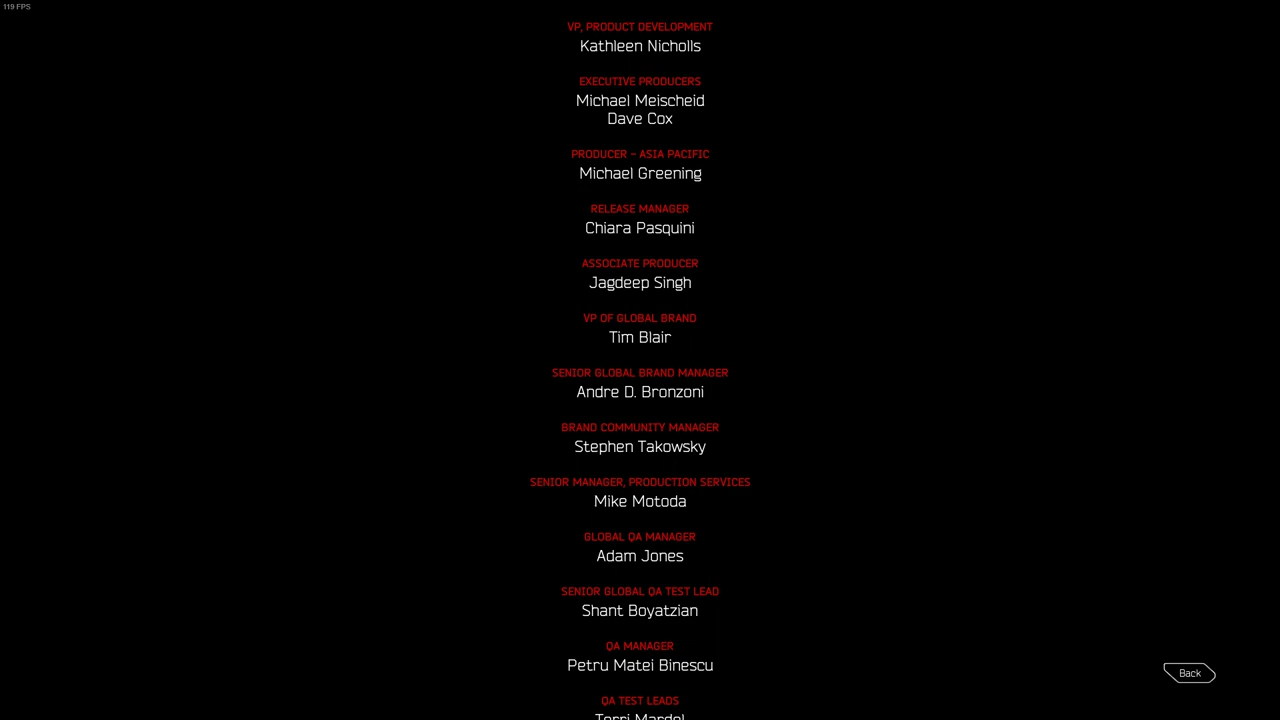 119 FPS
VP, PRODUCT DEVELOPMENT
Kathleen Nicholls
EXECUTIVE PRODUCERS
Michael Meischeid
Dave Cox
PRODUCER - ASIA PACIFIC
Michael Greening
RELEASE MANAGER
Chiara Pasquini
ASSOCIATE PRODUCER
Jagdeep Singh
VP OF GLOBAL BRAND
Tim Blair
SENIOR GLOBAL BRAND MANAGER
Andre D. Bronzoni
BRAND COMMUNITY MANAGER
Stephen Takowsky
SENIOR MANAGER, PRODUCTION SERVICES
Mike Motoda
GLOBAL QA MANAGER
Adam Jones
SENIOR GLOBAL QA TEST LEAD
Shant Boyatzian
QA MANAGER
Petru Matei Binescu
Back
QA TEST LEADS